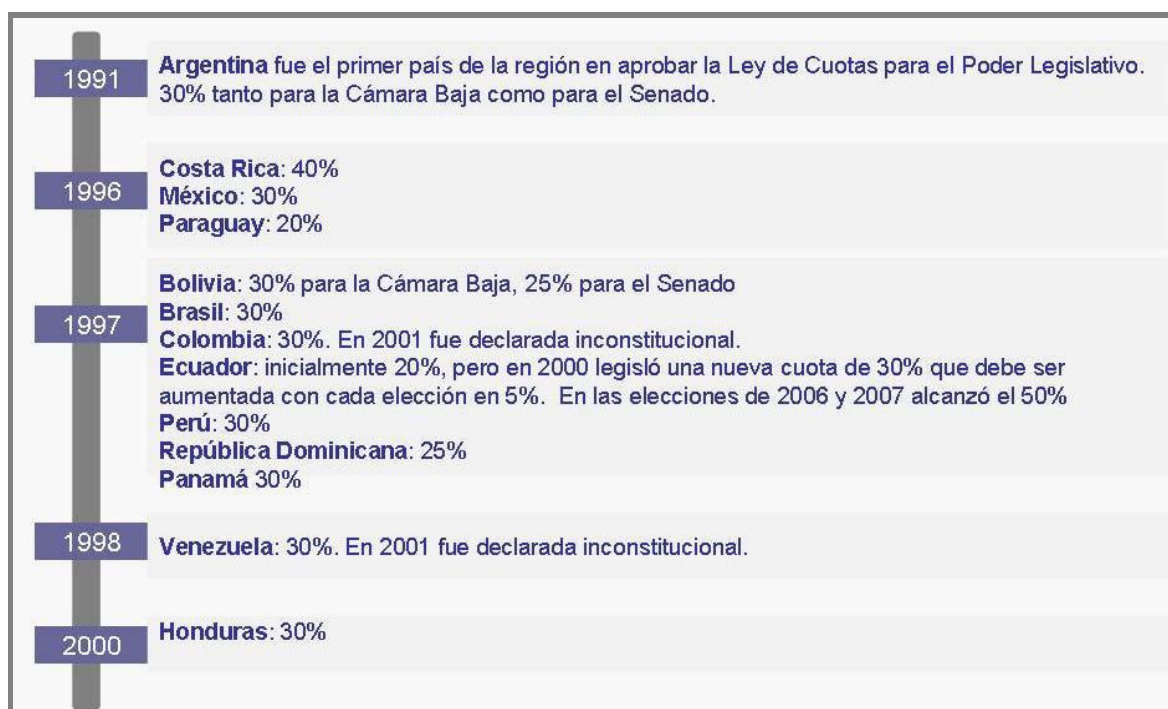 1991
Argentina fue el primer país de la región en aprobar la Ley de Cuotas para el Poder Legislativo.
30% tanto para la Cámara Baja como para el Senado.
1996
Costa Rica: 40%
México: 30%
Paraguay: 20%
1997
Bolivia: 30% para la Cámara Baja, 25% para el Senado
Brasil: 30%
Colombia: 30%. En 2001 fue declarada inconstitucional.
Ecuador: inicialmente 20%, pero en 2000 legisló una nueva cuota de 30% que debe ser
aumentada con cada elección en 5%. En las elecciones de 2006 y 2007 alcanzó el 50%
Perú: 30%
República Dominicana: 25%
Panamá 30%
1998
Venezuela: 30%. En 2001 fue declarada inconstitucional.
2000
Honduras: 30%